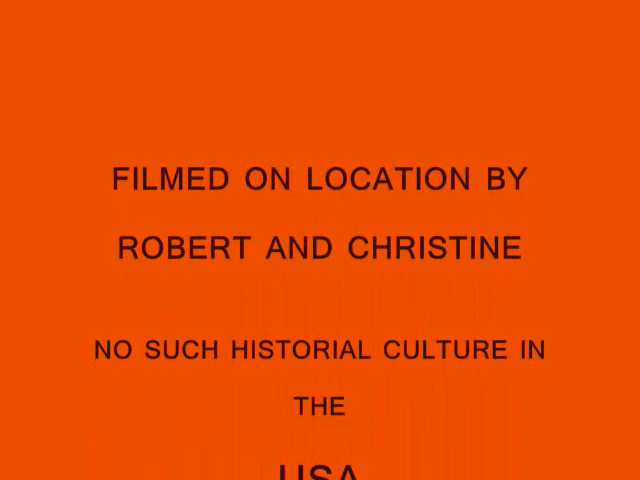 FILMED ON LOCATION BY
ROBERT AND CHRISTINE
NO SUCH HISTORIAL CULTURE IN
THE
USA